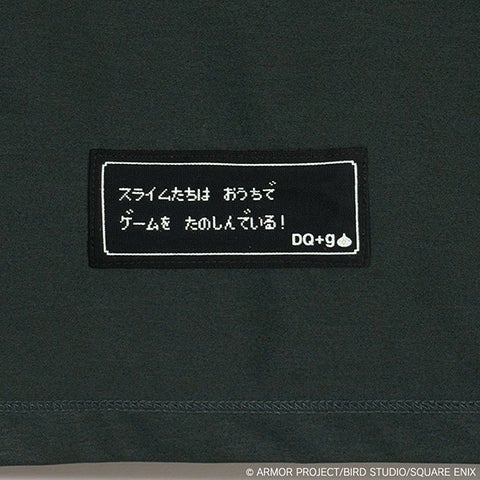 スライムたちは おうちで
ゲームを たのしんでいる!
DQ+g
© ARMOR PROJECT/BIRD STUDIO/SQUARE ENIX